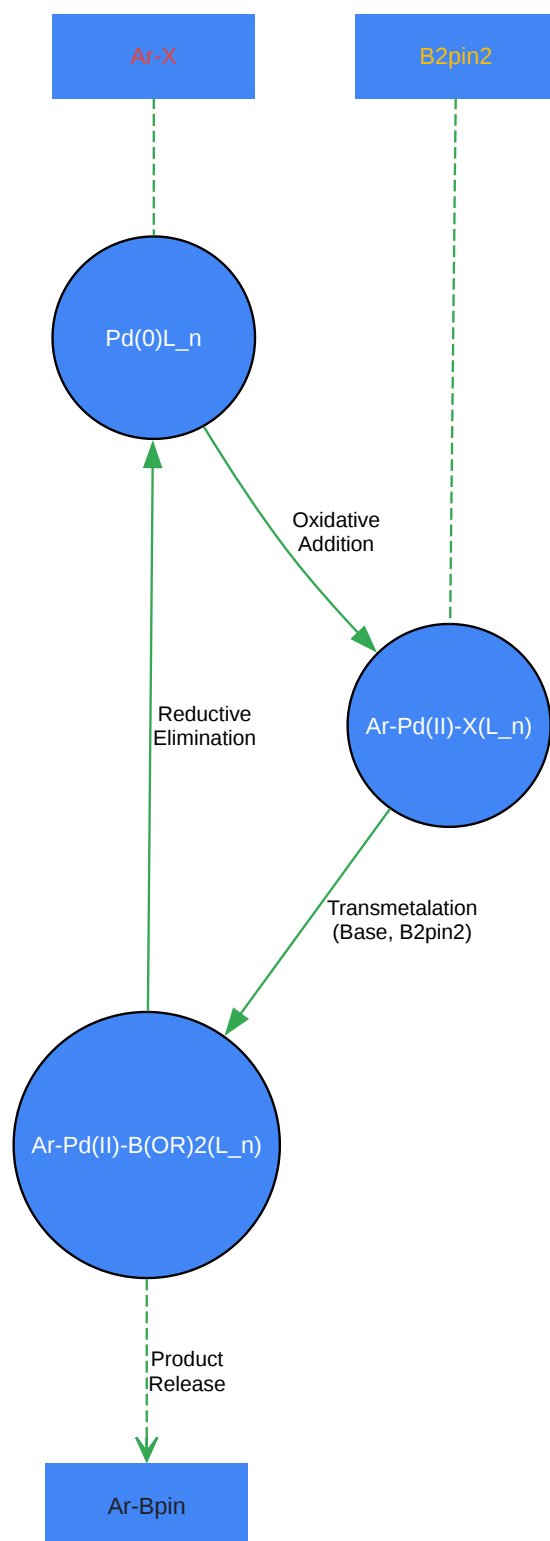 Ar-X
B2pin2
Pd(0)L_n
Oxidative
Addition
Reductive
Elimination
Ar-Pd(II)-X(L_n)
Transmetalation
(Base, B2pin2)
Ar-Pd(II)-B(OR)2(L_n)
Product
Release
Ar-Bpin